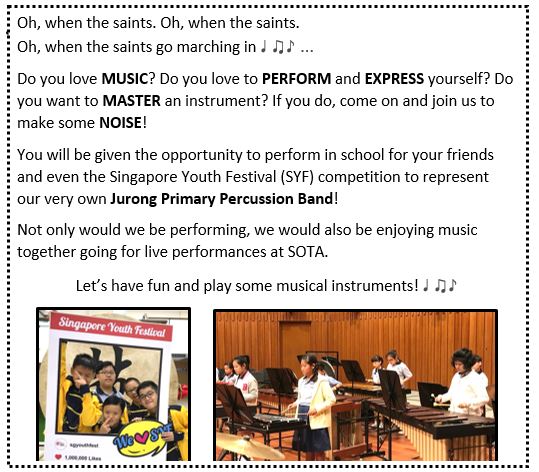 Oh, when the saints. Oh, when the saints.
Oh, when the saints go marching in ♩ ♫♪ ...
Do you love MUSIC? Do you love to PERFORM and EXPRESS yourself? Do
you want to MASTER an instrument? If you do, come on and join us to
make some NOISE!
You will be given the opportunity to perform in school for your friends
and even the Singapore Youth Festival (SYF) competition to represent
our very own Jurong Primary Percussion Band!
Not only would we be performing, we would also be enjoying music
together going for live performances at SOTA.
Let's have fun and play some musical instruments! ♩ ♫♪
Singapore Youth Festival
sgyouthfest
1,000,000 Likes